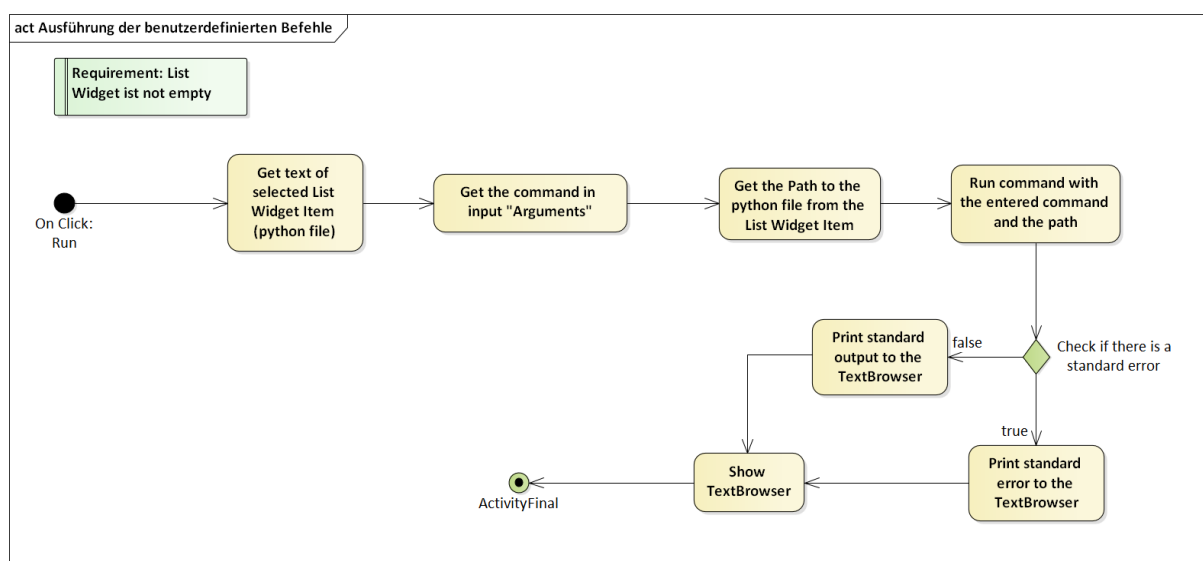 act Ausführung der benutzerdefinierten Befehle
Requirement: List
Widget ist not empty
On Click:
Run
Get text of
selected List
Widget Item
(python file)
Get the command in
input "Arguments"
Get the Path to the
python file from the
List Widget Item
Run command with
the entered command
and the path
Check if there is a
standard error
false
Print standard
output to the
TextBrowser
true
Print standard
error to the
TextBrowser
Show
TextBrowser
ActivityFinal